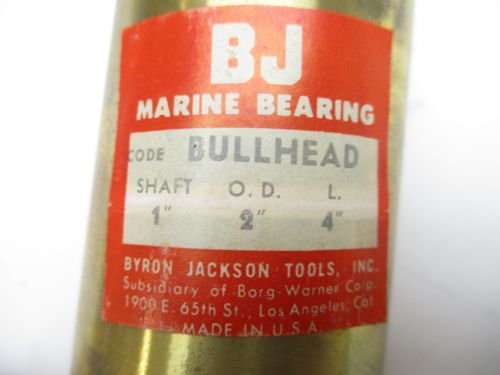 BJ
MARINE BEARING
CODE BULLHEAD
SHAFT O.D. L.
1" 2" 4"
BYRON JACKSON TOOLS, INC.
Subsidiary of Borg-Warner Corp.
1900 E. 65th St., Los Angeles, Cal.
MADE IN U.S.A.